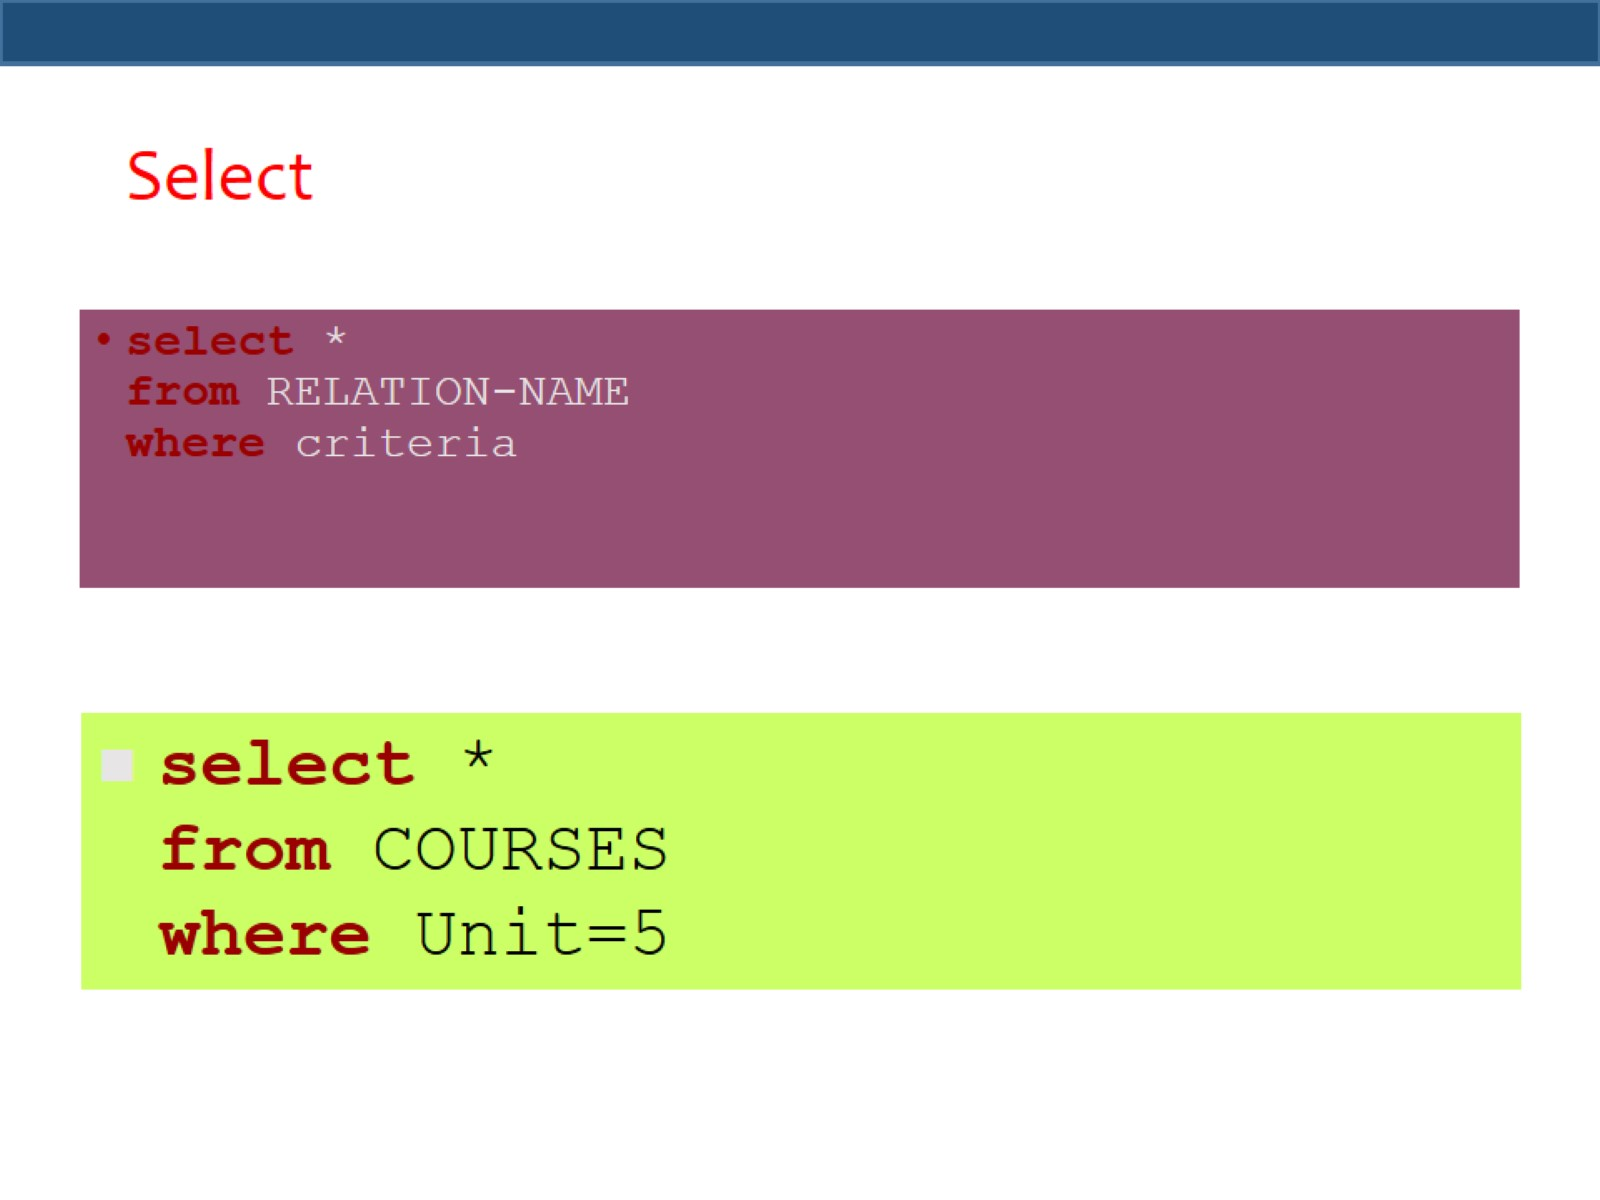 Select
• select *
from RELATION-NAME
where criteria
■ select *
from COURSES
where Unit=5